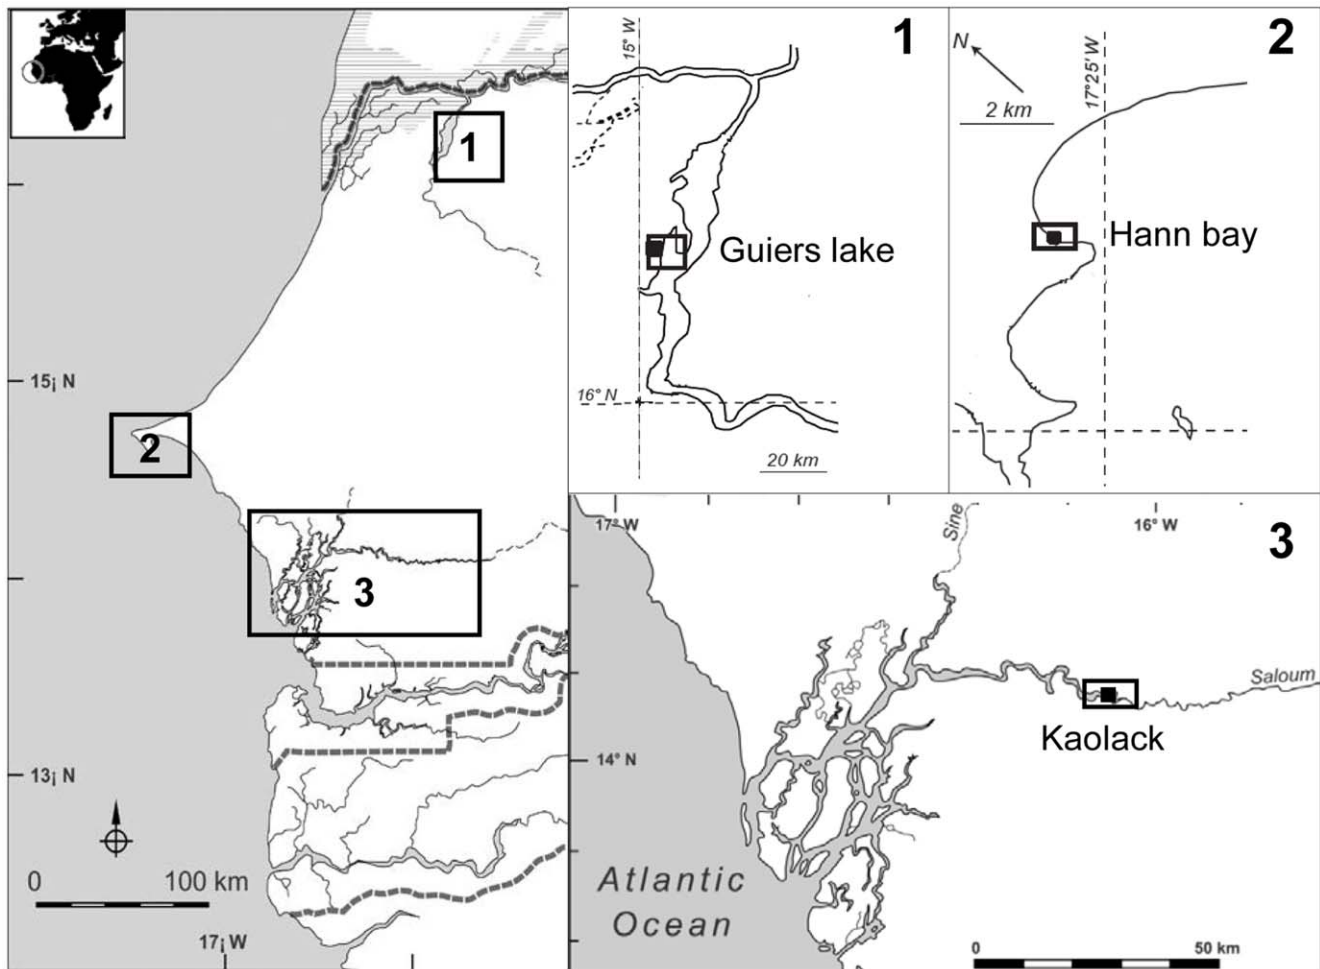 1
15¡ N
2
3
13¡ N
0 100 km
17¡ W
1
15° W
Guiers lake
16° N
20 km
2
N
17°25' W
2 km
Hann bay
3
17° W
Sine
16° W
Saloum
Kaolack
14° N
Atlantic
Ocean
0 50 km